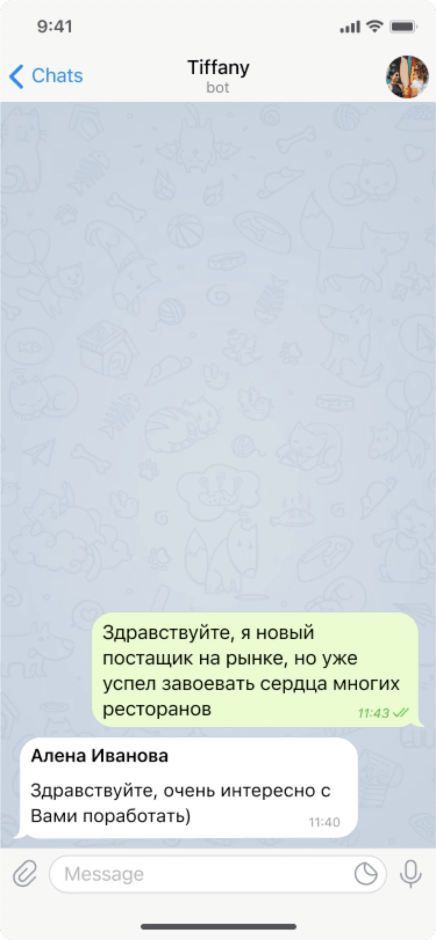 9:41
Chats
Tiffany
bot
Здравствуйте, я новый
постащик на рынке, но уже
успел завоевать сердца многих
ресторанов
11:43
Алена Иванова
Здравствуйте, очень интересно с
Вами поработать)
11:40
Message